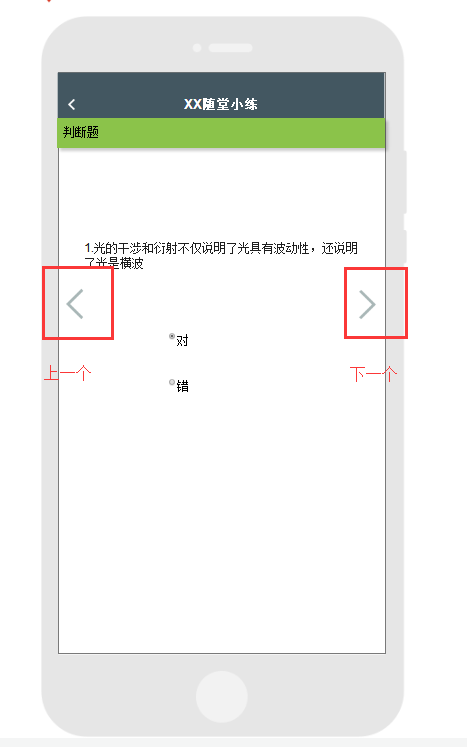 XX随堂小练
判断题
1.光的干涉和衍射不仅说明了光具有波动性，还说明
了光是横波
对
上一个
下一个
错